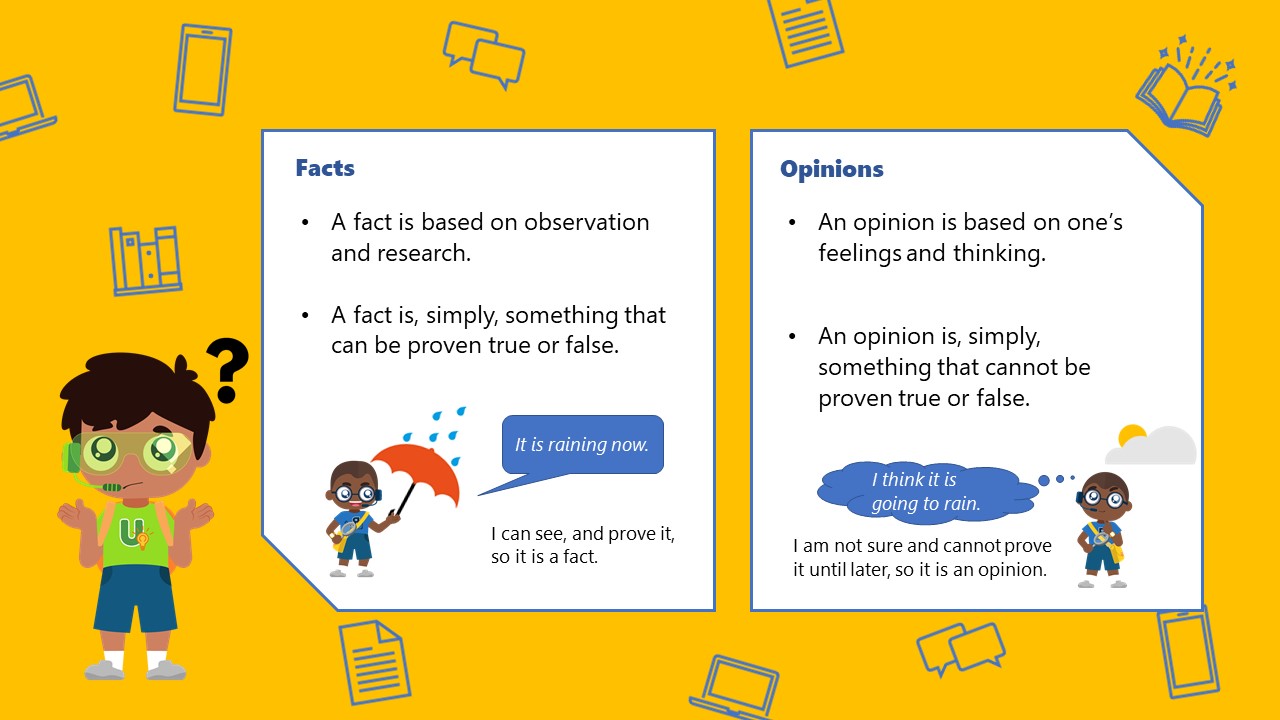 Facts
• A fact is based on observation
and research.
• A fact is, simply, something that
can be proven true or false.
It is raining now.
I can see, and prove it,
so it is a fact.
Opinions
• An opinion is based on one’s
feelings and thinking.
• An opinion is, simply,
something that cannot be
proven true or false.
I think it is
going to rain.
I am not sure and cannot prove
it until later, so it is an opinion.
?
U